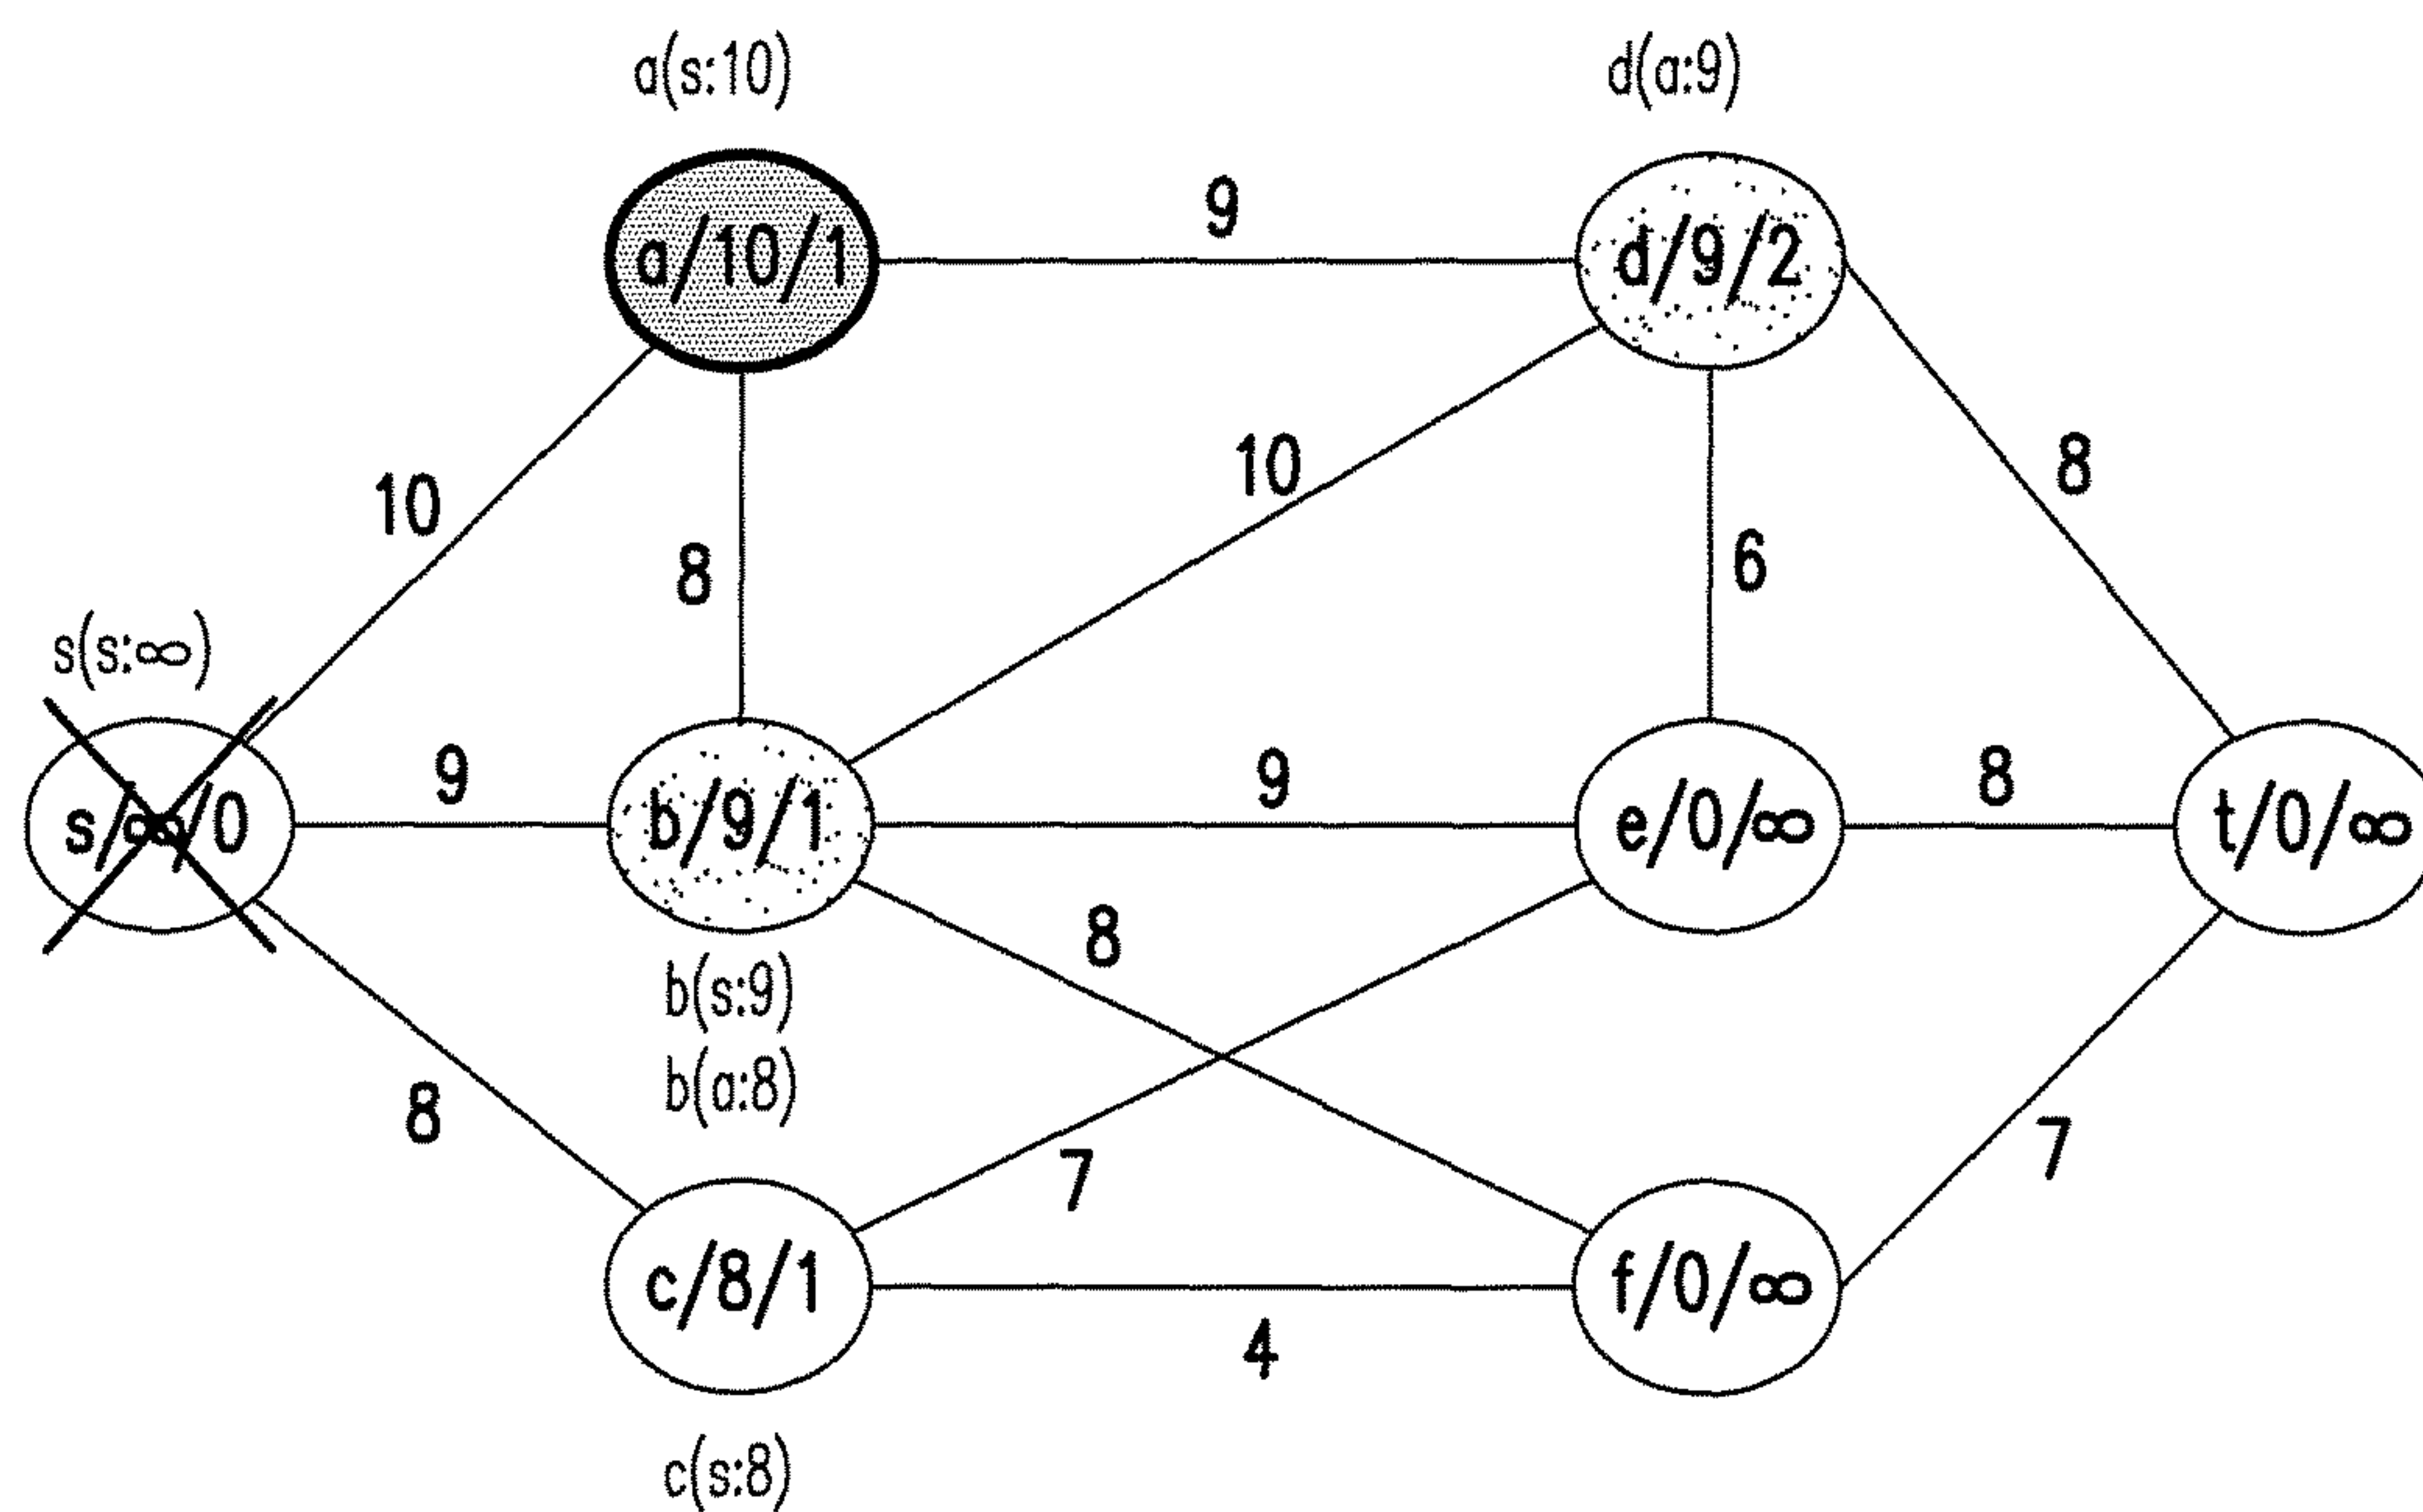 a(s:10)
d(a:9)
a/10/1
9
d/9/2
10
8
10
6
8
s(s:∞)
s/∞/0
9
b/9/1
9
e/0/∞
8
t/0/∞
b(s:9)
b(a:8)
8
8
7
7
c/8/1
4
f/0/∞
c(s:8)